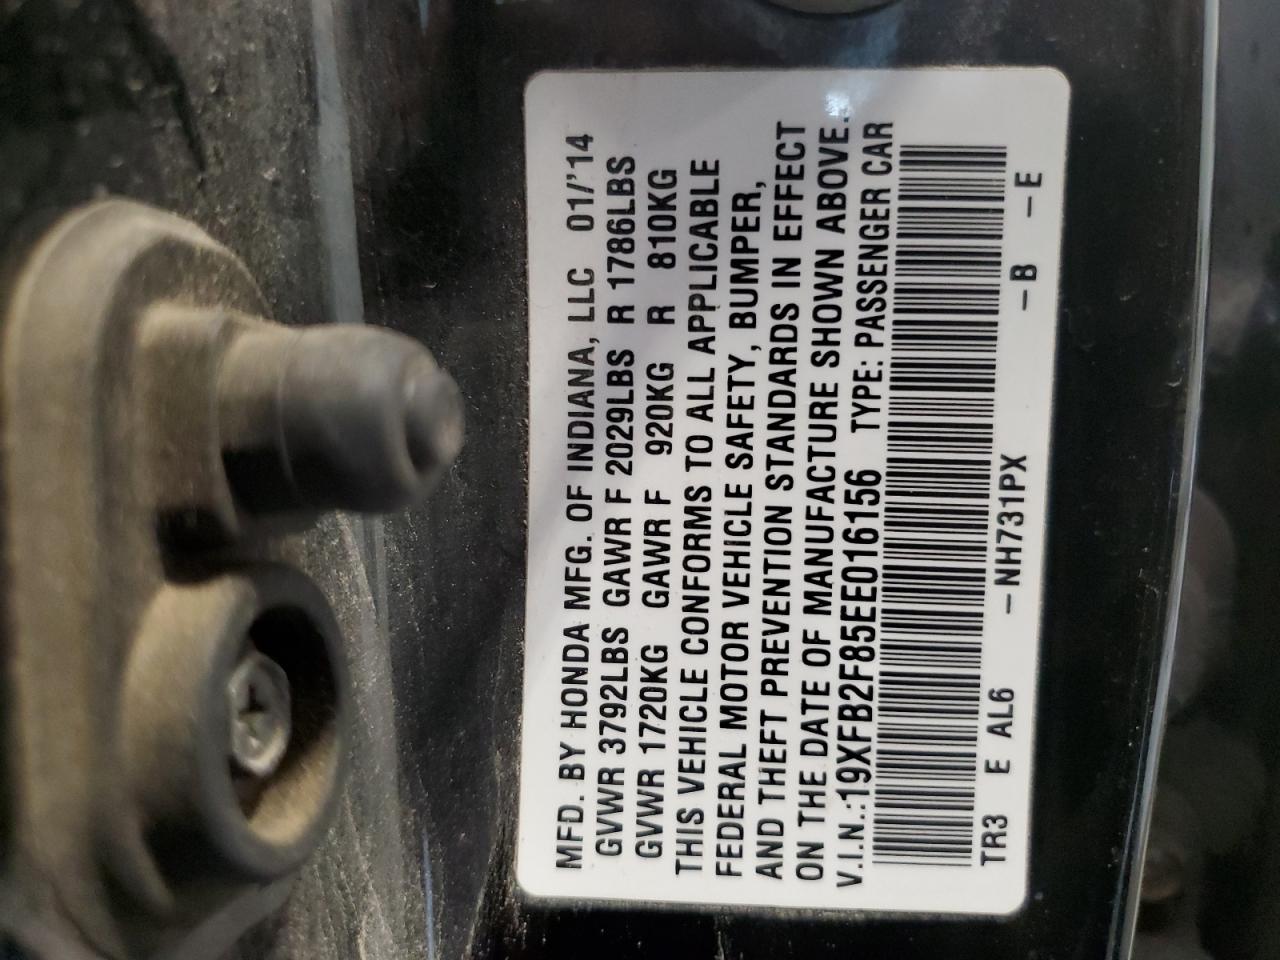 MFD. BY HONDA MFG. OF INDIANA, LLC 01/'14
GVWR 3792LBS GAWR F 2029LBS R 1786LBS
GVWR 1720KG GAWR F 920KG R 810KG
THIS VEHICLE CONFORMS TO ALL APPLICABLE
FEDERAL MOTOR VEHICLE SAFETY, BUMPER,
AND THEFT PREVENTION STANDARDS IN EFFECT
ON THE DATE OF MANUFACTURE SHOWN ABOVE.
V.I.N.:19XFB2F85EE016156 TYPE: PASSENGER CAR
TR3 E AL6 -NH731PX -B -E